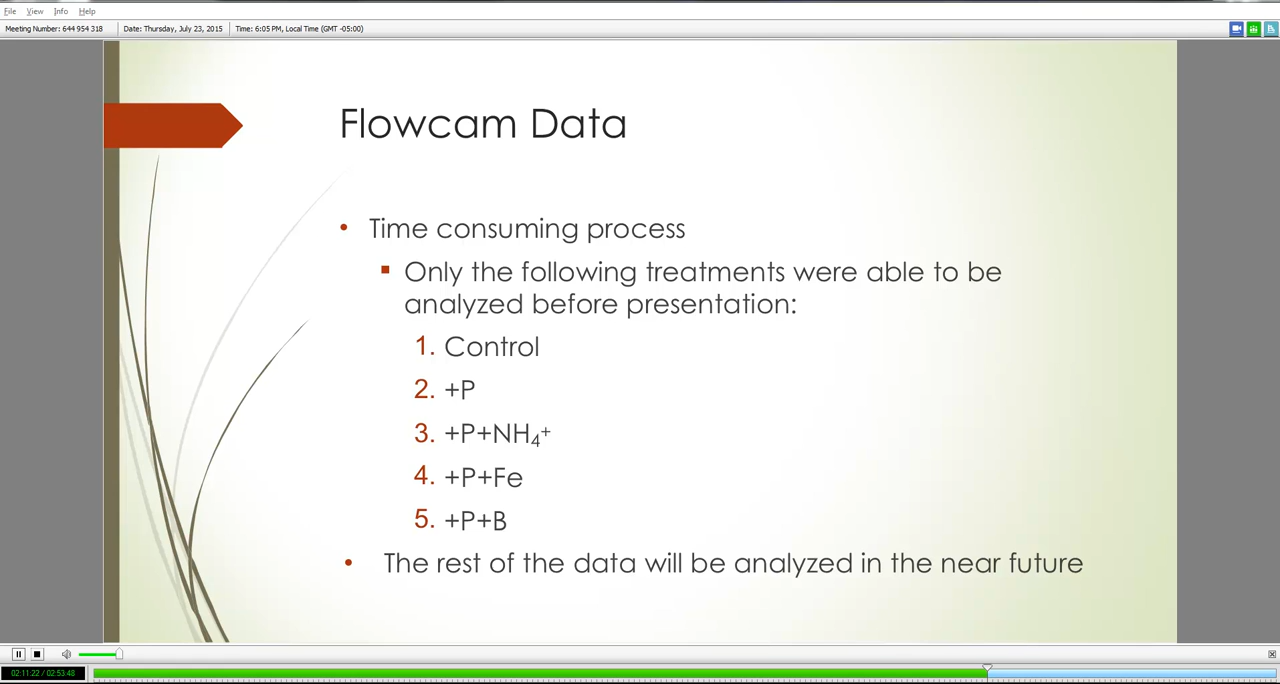 File View Info Help
Meeting Number: 644 954 318 Date: Thursday, July 23, 2015 Time: 6:05 PM, Local Time (GMT -05:00)
Flowcam Data
• Time consuming process
▪ Only the following treatments were able to be
analyzed before presentation:
1. Control
2. +P
3. +P+NH₄⁺
4. +P+Fe
5. +P+B
• The rest of the data will be analyzed in the near future
02:11:22 / 02:53:48